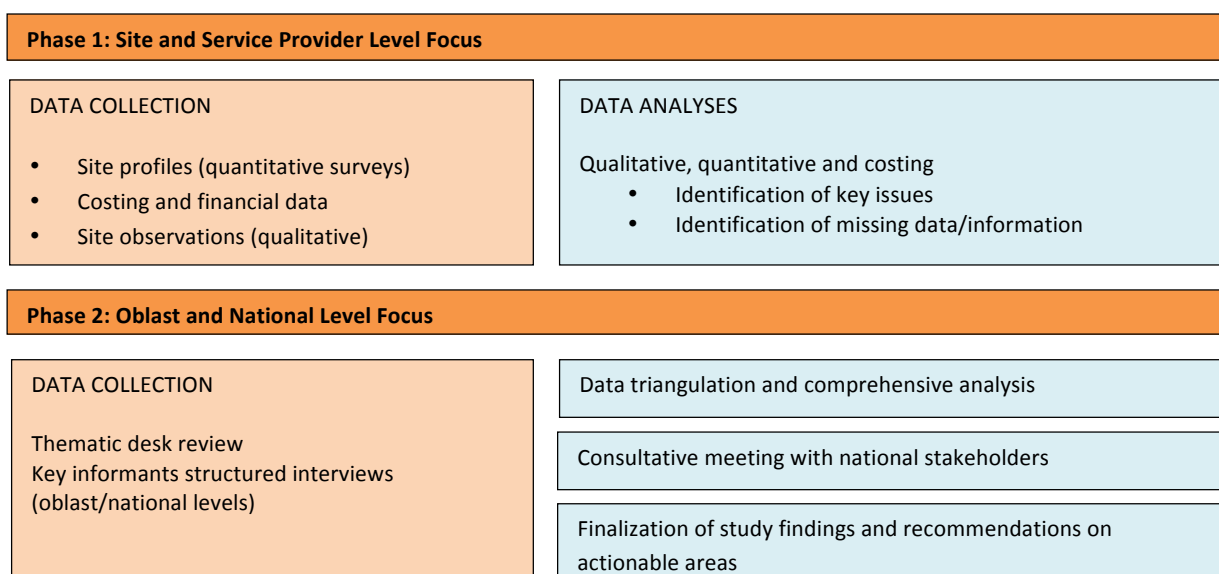 Phase 1: Site and Service Provider Level Focus
DATA COLLECTION
• Site profiles (quantitative surveys)
• Costing and financial data
• Site observations (qualitative)
DATA ANALYSES
Qualitative, quantitative and costing
• Identification of key issues
• Identification of missing data/information
Phase 2: Oblast and National Level Focus
DATA COLLECTION
Thematic desk review
Key informants structured interviews
(oblast/national levels)
Data triangulation and comprehensive analysis
Consultative meeting with national stakeholders
Finalization of study findings and recommendations on
actionable areas